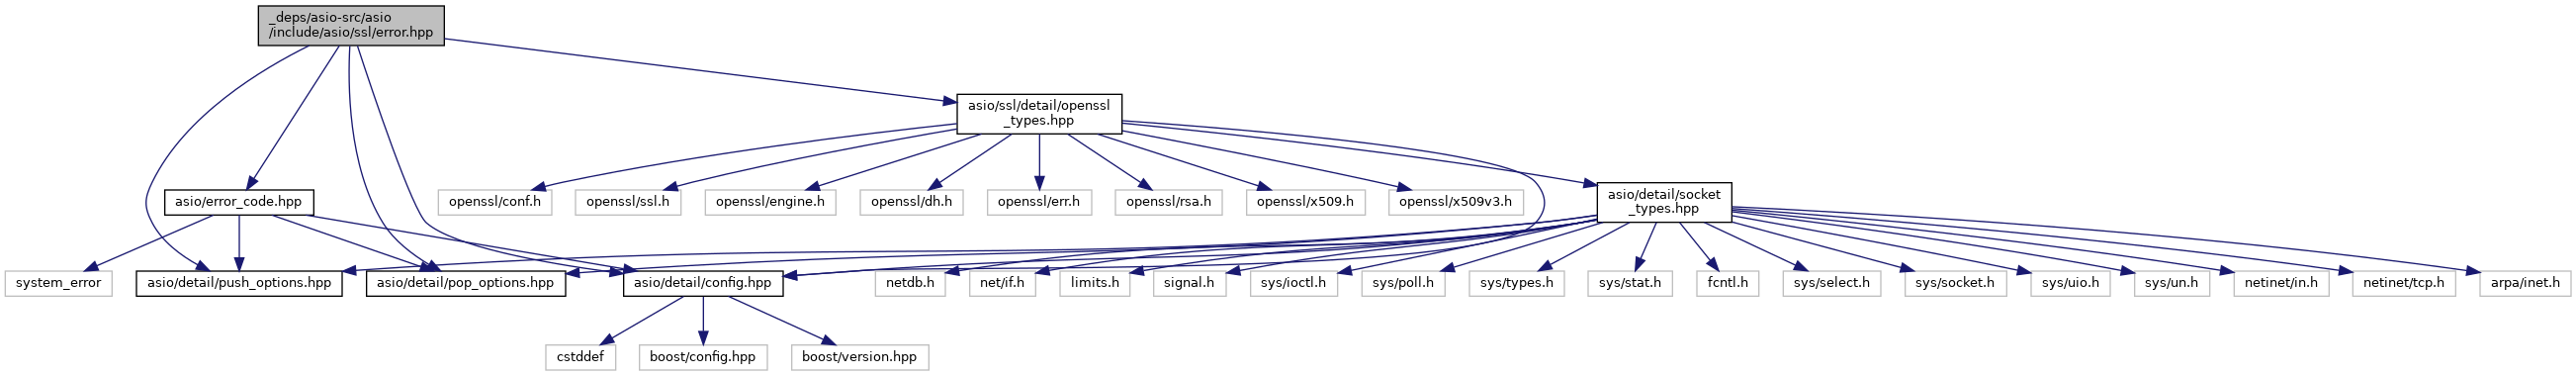 _deps/asio-src/asio
/include/asio/ssl/error.hpp
asio/ssl/detail/openssl
_types.hpp
asio/error_code.hpp
openssl/conf.h
openssl/ssl.h
openssl/engine.h
openssl/dh.h
openssl/err.h
openssl/rsa.h
openssl/x509.h
openssl/x509v3.h
asio/detail/socket
_types.hpp
system_error
asio/detail/push_options.hpp
asio/detail/pop_options.hpp
asio/detail/config.hpp
netdb.h
net/if.h
limits.h
signal.h
sys/ioctl.h
sys/poll.h
sys/types.h
sys/stat.h
fcntl.h
sys/select.h
sys/socket.h
sys/uio.h
sys/un.h
netinet/in.h
netinet/tcp.h
arpa/inet.h
cstddef
boost/config.hpp
boost/version.hpp